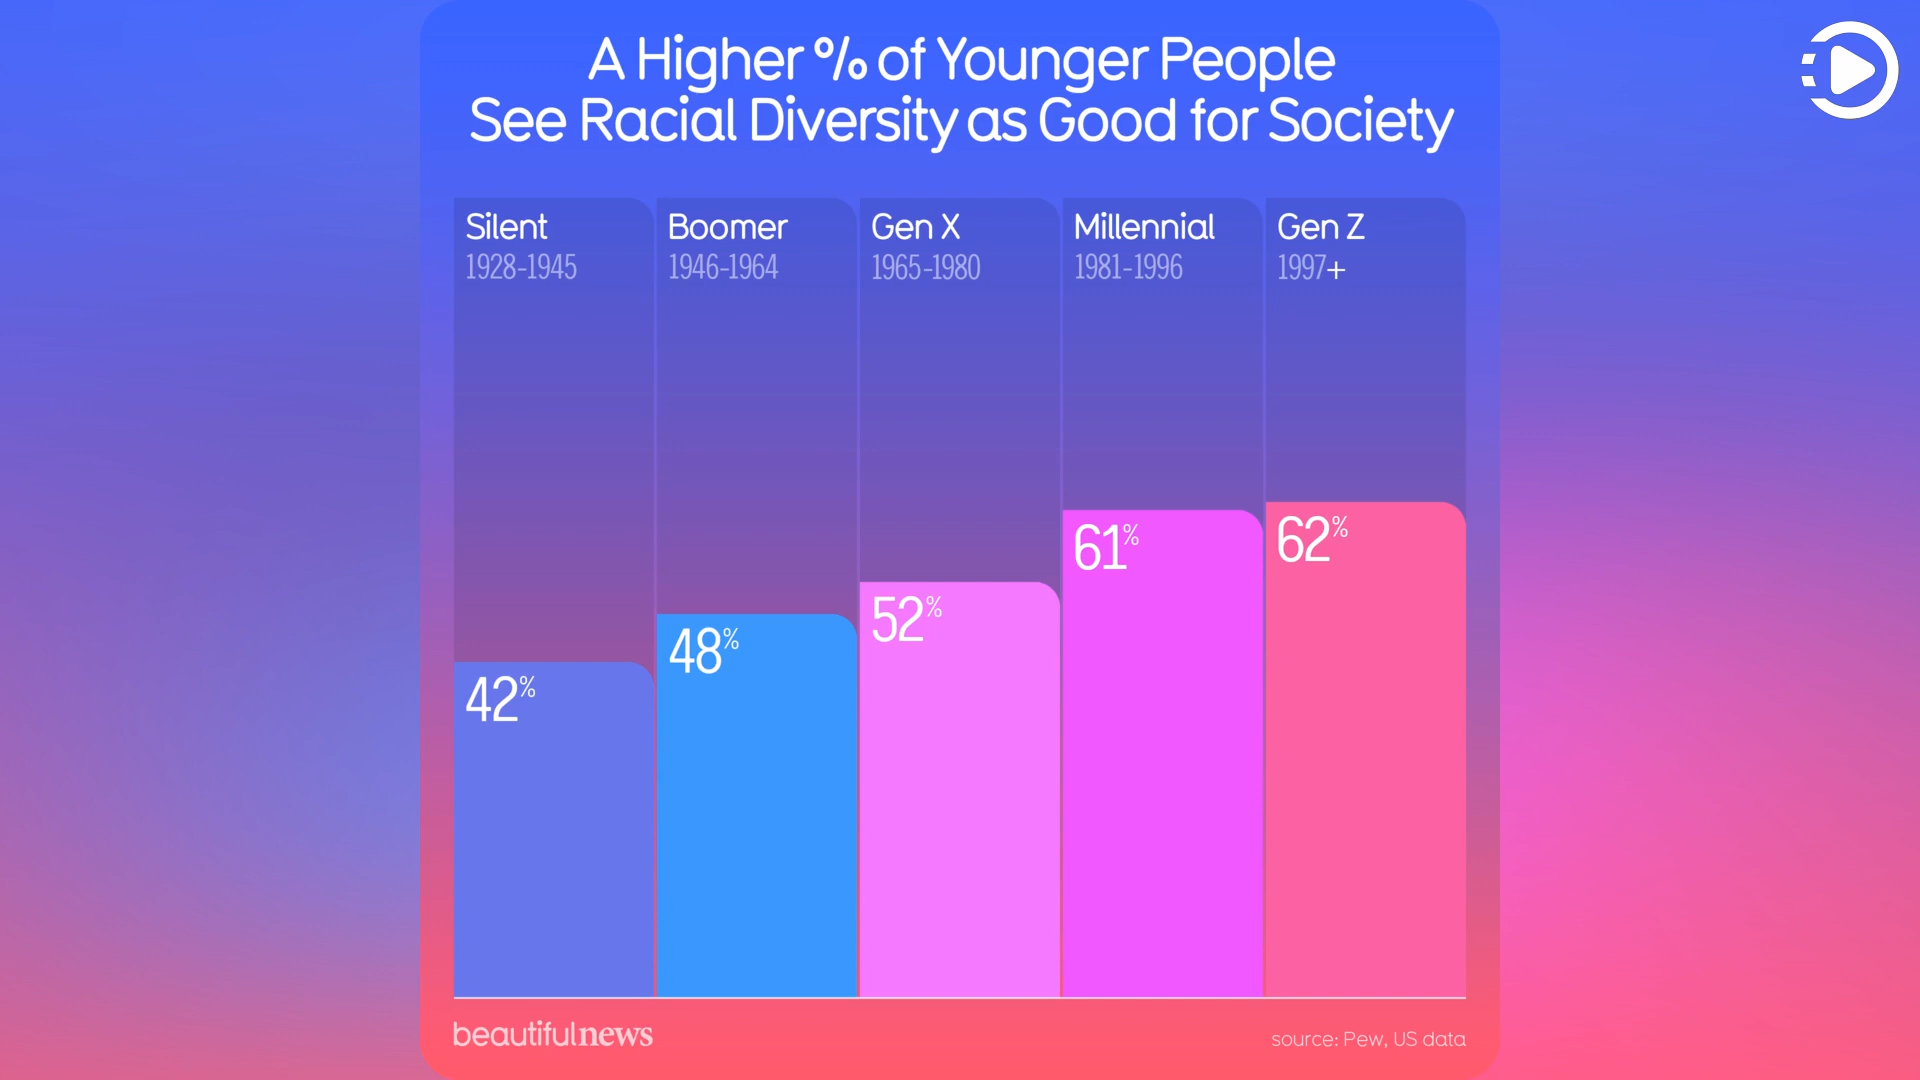 A Higher % of Younger People
See Racial Diversity as Good for Society
Silent
1928-1945
Boomer
1946-1964
Gen X
1965-1980
Millennial
1981-1996
Gen Z
1997+
42%
48%
52%
61%
62%
beautifulnews
source: Pew, US data